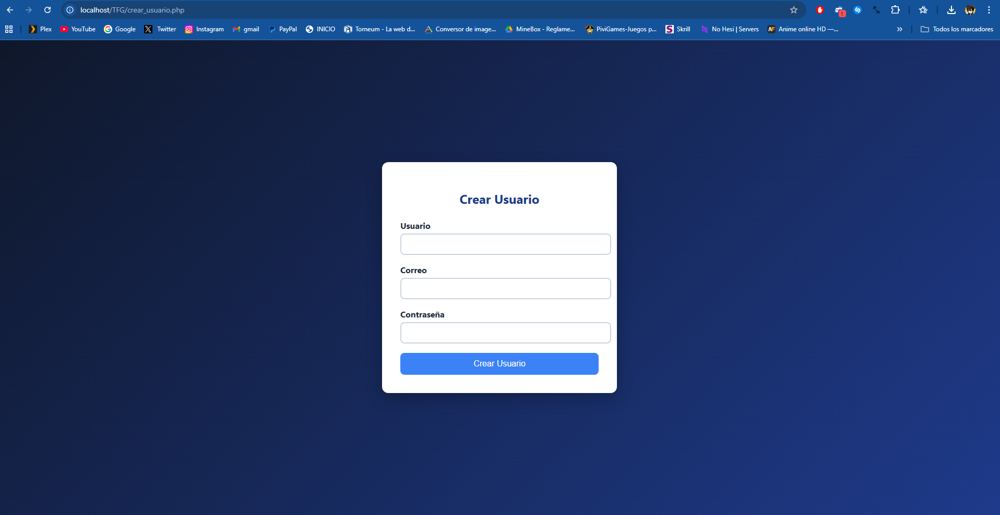 localhost/TFG/crear_usuario.php
Plex YouTube Google Twitter Instagram gmail PayPal INICIO Torneum - La web d... Conversor de image... MineBox - Reglame... PiviGames-Juegos p... Skrill No Hesi | Servers Anime online HD —... Todos los marcadores
Crear Usuario
Usuario
Correo
Contraseña
Crear Usuario